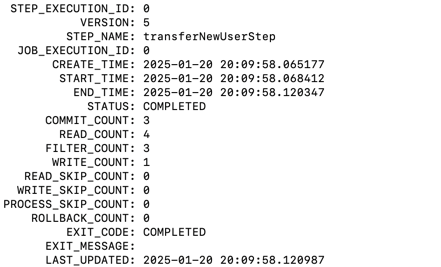 STEP_EXECUTION_ID: 0
VERSION: 5
STEP_NAME: transferNewUserStep
JOB_EXECUTION_ID: 0
CREATE_TIME: 2025-01-20 20:09:58.065177
START_TIME: 2025-01-20 20:09:58.068412
END_TIME: 2025-01-20 20:09:58.120347
STATUS: COMPLETED
COMMIT_COUNT: 3
READ_COUNT: 4
FILTER_COUNT: 3
WRITE_COUNT: 1
READ_SKIP_COUNT: 0
WRITE_SKIP_COUNT: 0
PROCESS_SKIP_COUNT: 0
ROLLBACK_COUNT: 0
EXIT_CODE: COMPLETED
EXIT_MESSAGE:
LAST_UPDATED: 2025-01-20 20:09:58.120987